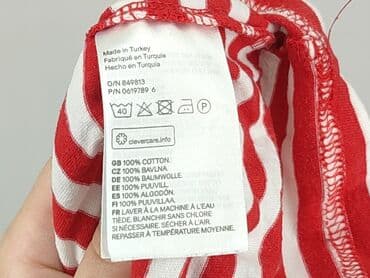 Made in Turkey
Fabriqué en Turquie
Hecho en Turquía
O/N 849813
P/N 0619789 6
40 P
clevercare.info
GB 100% COTTON.
CZ 100% BAVLNA.
DE 100% BAUMWOLLE.
EE 100% PUUVILL.
ES 100% ALGODÓN.
FI 100% PUUVILLAA.
FR LAVER À LA MACHINE À L'EAU
TIÈDE, BLANCHIR SANS CHLORE
SI NÉCESSAIRE, SÉCHER À PLAT,
REPASSER À TEMPÉRATURE MOYENNE.